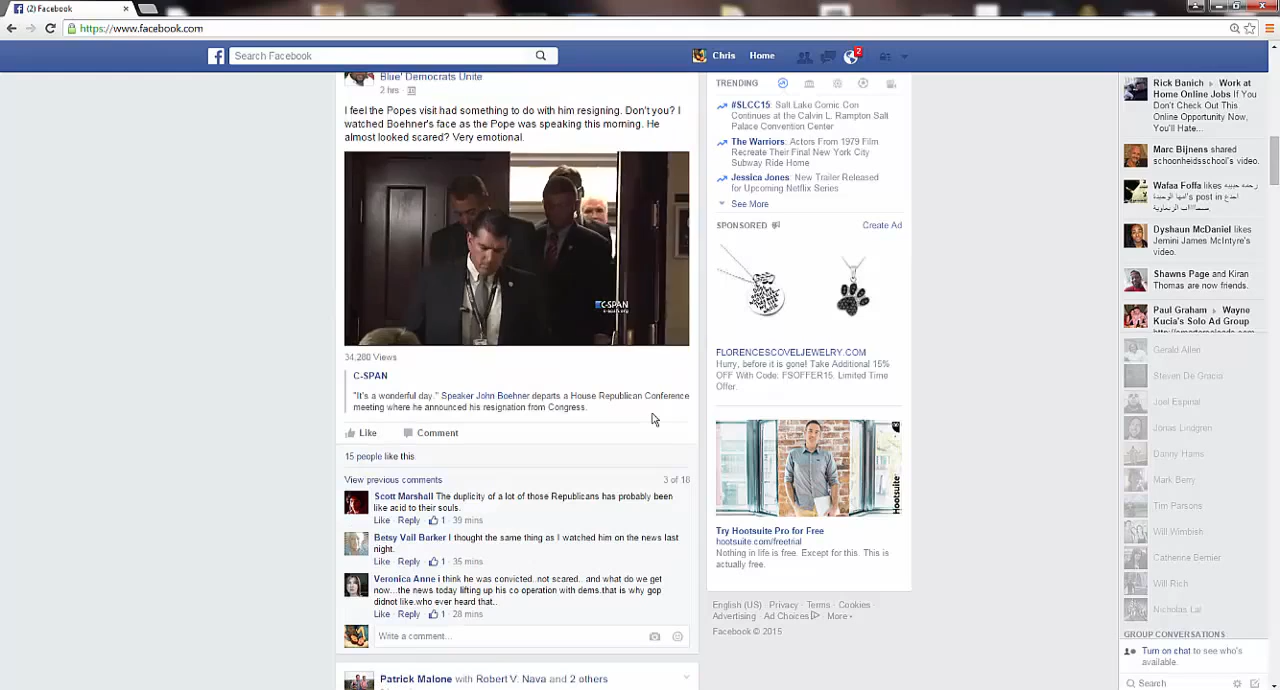 (2) Facebook
https://www.facebook.com
Search Facebook
Chris Home
2
Blue' Democrats Unite
2 hrs
I feel the Popes visit had something to do with him resigning. Don't you? I
watched Boehner's face as the Pope was speaking this morning. He
almost looked scared? Very emotional.
C-SPAN
c-span.org
34,280 Views
C-SPAN
"It's a wonderful day." Speaker John Boehner departs a House Republican Conference
meeting where he announced his resignation from Congress.
Like Comment
15 people like this.
View previous comments 3 of 18
Scott Marshall The duplicity of a lot of those Republicans has probably been
like acid to their souls.
Like · Reply · 1 · 39 mins
Betsy Vail Barker I thought the same thing as I watched him on the news last
night.
Like · Reply · 1 · 35 mins
Veronica Anne i think he was convicted..not scared.. and what do we get
now...the news today lifting up his co operation with dems.that is why gop
didnot like.who ever heard that..
Like · Reply · 1 · 28 mins
Write a comment...
Patrick Malone with Robert V. Nava and 2 others
TRENDING
#SLCC15: Salt Lake Comic Con
Continues at the Calvin L. Rampton Salt
Palace Convention Center
The Warriors: Actors From 1979 Film
Recreate Their Final New York City
Subway Ride Home
Jessica Jones: New Trailer Released
for Upcoming Netflix Series
See More
SPONSORED Create Ad
FLORENCESCOVELJEWELRY.COM
Hurry, before it is gone! Take Additional 15%
OFF With Code: FSOFFER15. Limited Time
Offer.
Hootsuite
Try Hootsuite Pro for Free
hootsuite.com/freetrial
Nothing in life is free. Except for this. This is
actually free.
English (US) · Privacy · Terms · Cookies ·
Advertising · Ad Choices · More
Facebook © 2015
Rick Banich ▸ Work at
Home Online Jobs If You
Don't Check Out This
Online Opportunity Now,
You'll Hate...
Marc Bijnens shared
schoonheidsschool's video.
Wafaa Foffa likes
's post in
Dyshaun McDaniel likes
Jemini James McIntyre's
video.
Shawns Page and Kiran
Thomas are now friends.
Paul Graham ▸ Wayne
Kucia's Solo Ad Group
Gerald Allen
Steven De Graco
Joel Espinal
Jonas Lindgren
Danny Hams
Mark Berry
Tim Parsons
Will Wimbish
Catherine Bernier
Will Rich
Nicholas Lal
GROUP CONVERSATIONS
Turn on chat to see who's
available.
Search